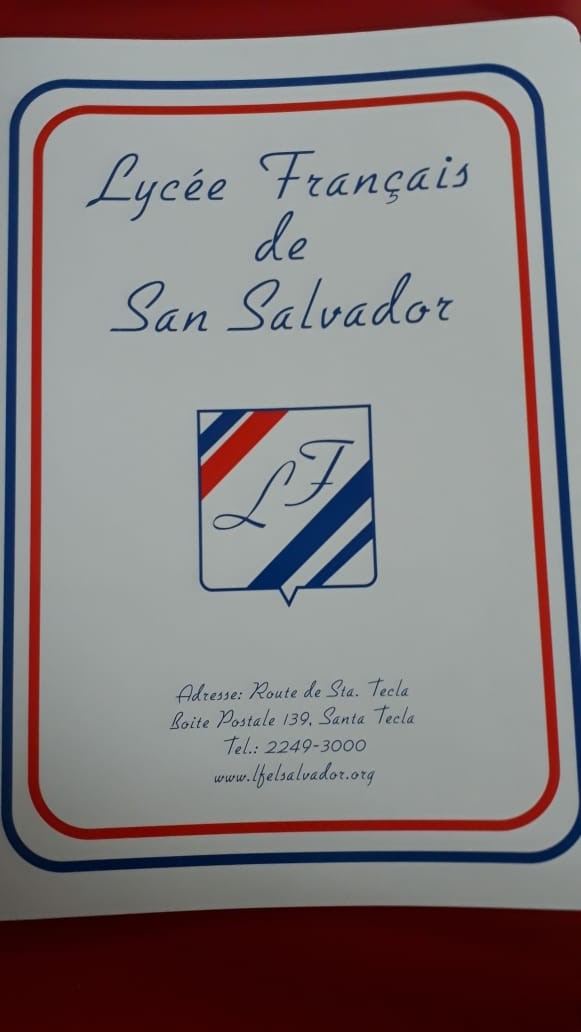 Lycée Français
de
San Salvador
LF
Adresse: Route de Sta. Tecla
Boite Postale 139, Santa Tecla
Tel.: 2249-3000
www.lfelsalvador.org